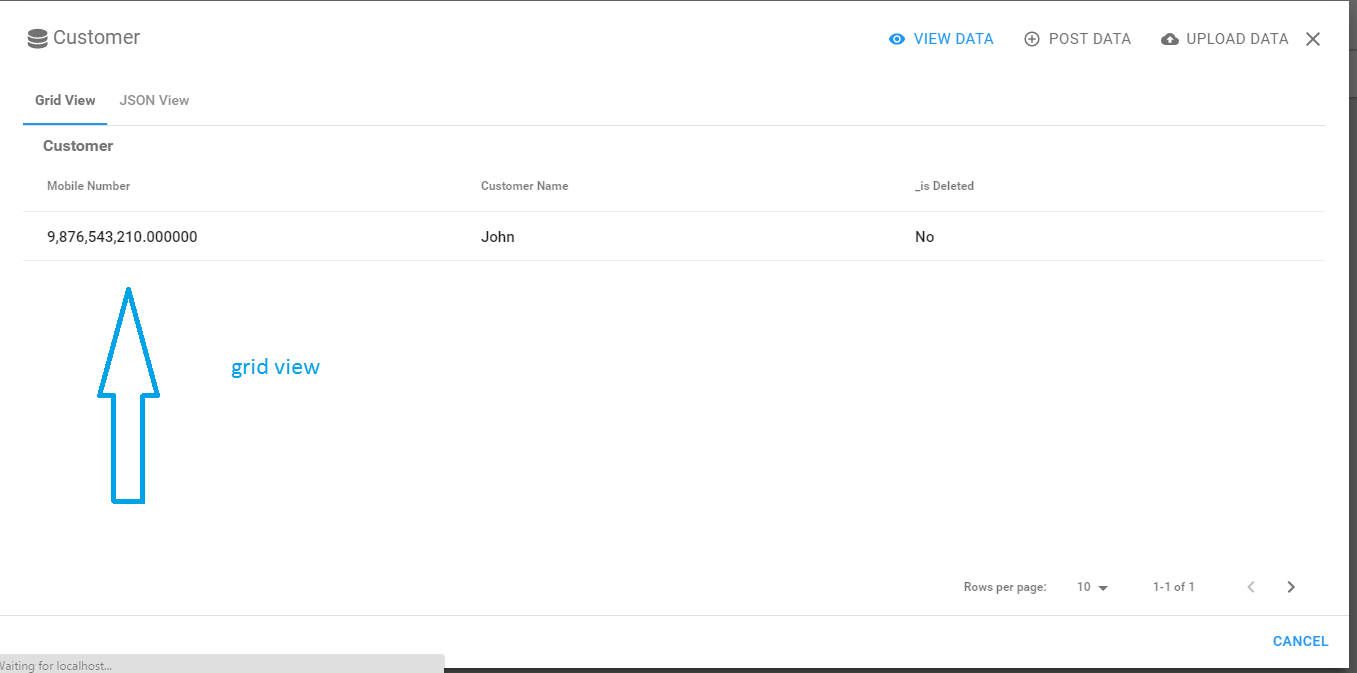 Customer
VIEW DATA POST DATA UPLOAD DATA
Grid View JSON View
Customer
Mobile Number Customer Name _is Deleted
9,876,543,210.000000 John No
grid view
Rows per page: 10 1-1 of 1
CANCEL
Waiting for localhost...